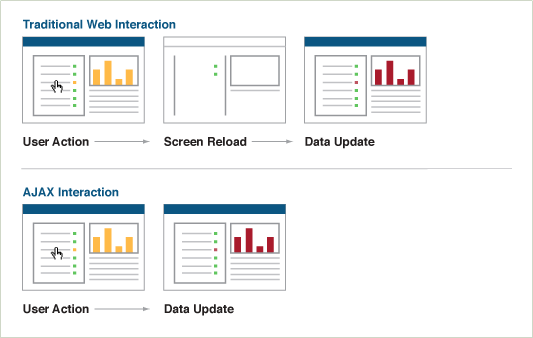 Traditional Web Interaction
User Action
Screen Reload
Data Update
AJAX Interaction
User Action
Data Update